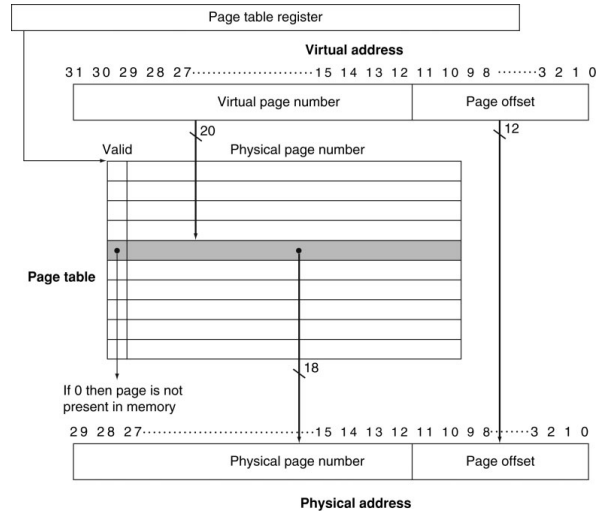 Page table register
Virtual address
31 30 29 28 27 ······························ 15 14 13 12 11 10 9 8 ······· 3 2 1 0
Virtual page number Page offset
20 12
Valid Physical page number
Page table
18
If 0 then page is not
present in memory
29 28 27 ·································· 15 14 13 12 11 10 9 8 ······· 3 2 1 0
Physical page number Page offset
Physical address